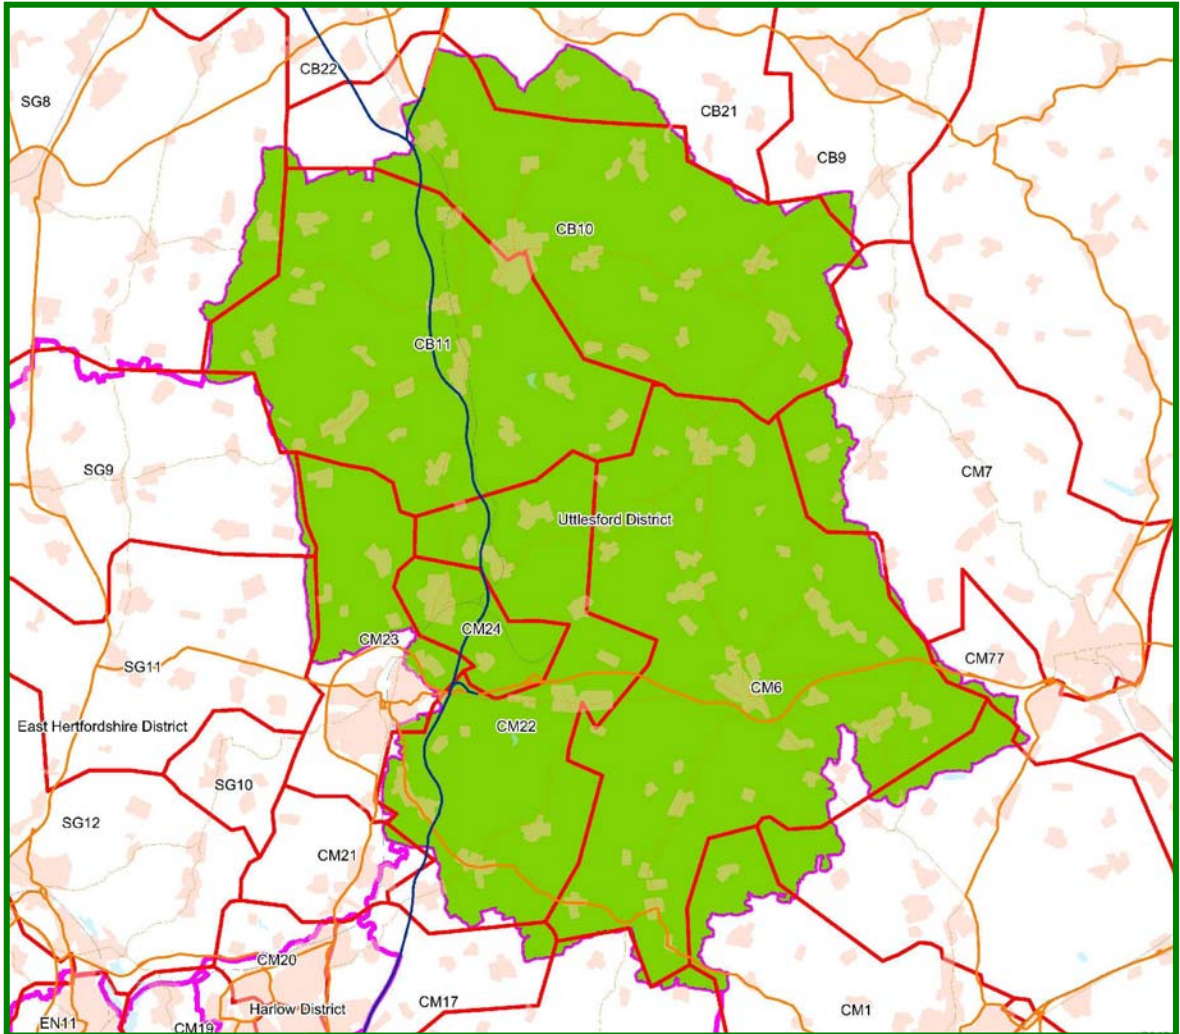 CB22
SG8
CB21
CB9
CB10
CB11
SG9
CM7
Uttlesford District
CM24
CM23
CM77
SG11
CM6
East Hertfordshire District
CM22
SG10
SG12
CM21
CM20
CM17
Harlow District
CM1
EN11
CM19